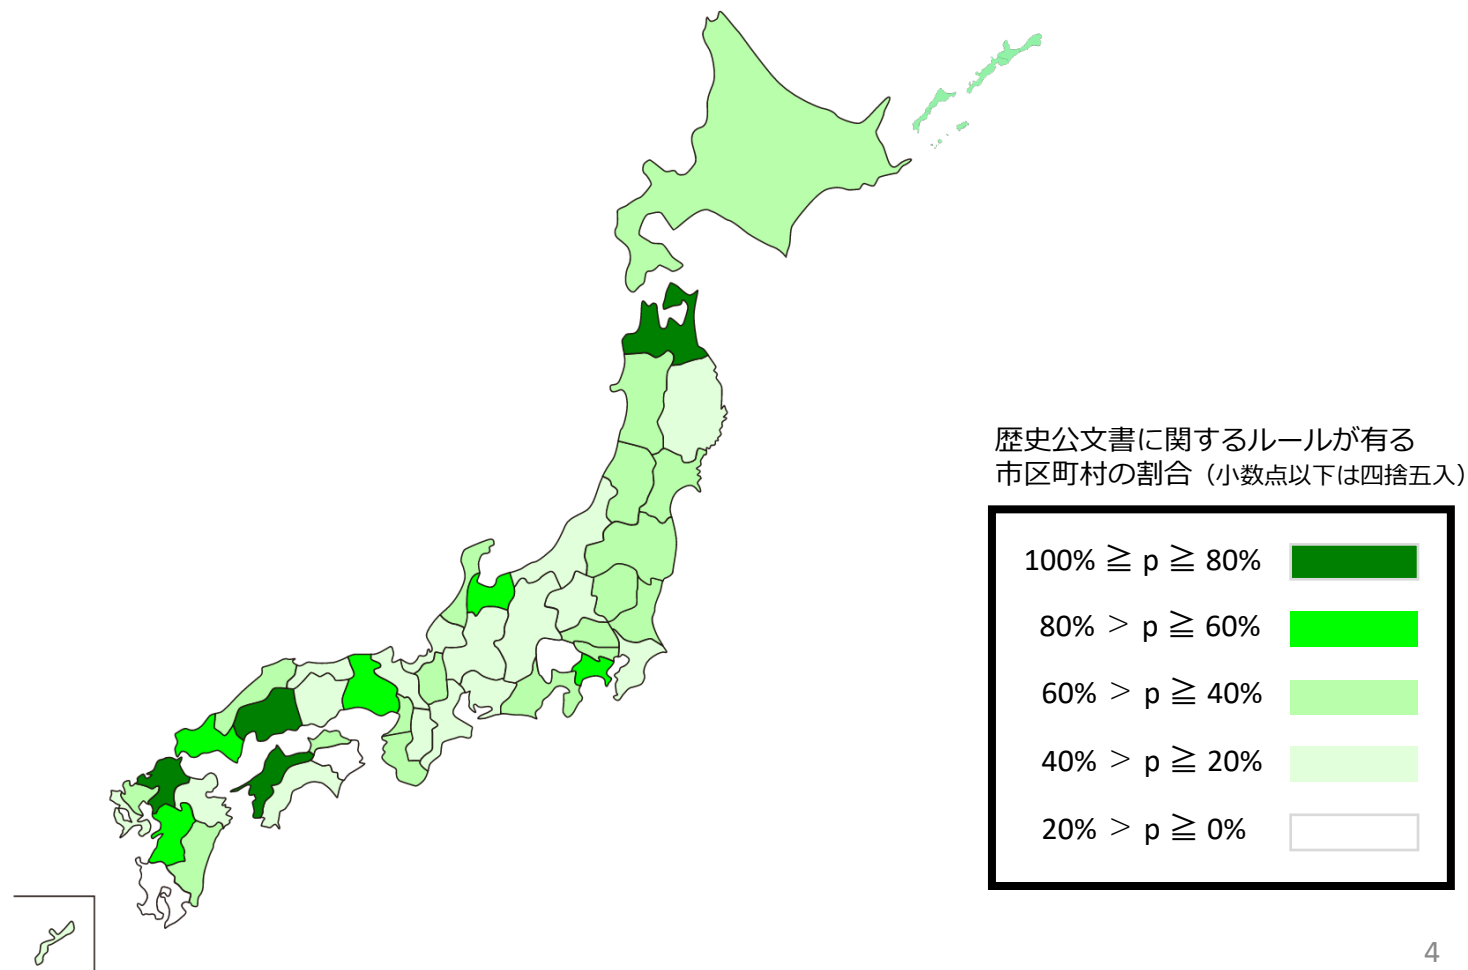 歴史公文書に関するルールが有る
市区町村の割合（小数点以下は四捨五入）
100% ≧ p ≧ 80%
80% ＞ p ≧ 60%
60% ＞ p ≧ 40%
40% ＞ p ≧ 20%
20% ＞ p ≧ 0%
4